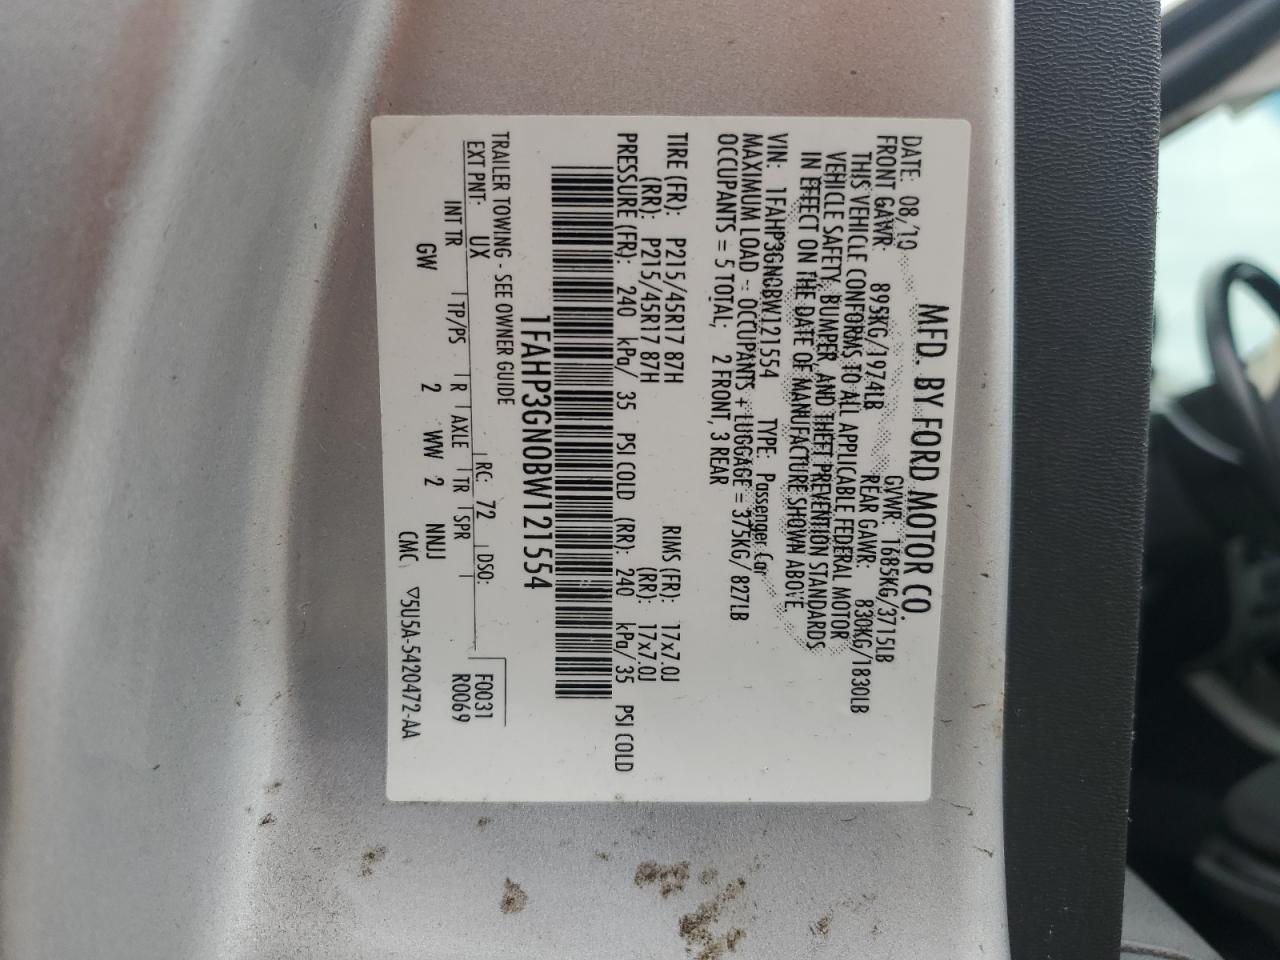 MFD. BY FORD MOTOR CO.
DATE: 08/10 GVWR: 1685KG/3715LB
FRONT GAWR: 895KG/1974LB REAR GAWR: 830KG/1830LB
THIS VEHICLE CONFORMS TO ALL APPLICABLE FEDERAL MOTOR
VEHICLE SAFETY, BUMPER, AND THEFT PREVENTION STANDARDS
IN EFFECT ON THE DATE OF MANUFACTURE SHOWN ABOVE.
VIN: 1FAHP3GN0BW121554 TYPE: Passenger Car
MAXIMUM LOAD = OCCUPANTS + LUGGAGE = 375KG/827LB
OCCUPANTS = 5 TOTAL; 2 FRONT, 3 REAR
TIRE (FR): P215/45R17 87H RIMS (FR): 17x7.0J
(RR): P215/45R17 87H (RR): 17x7.0J
PRESSURE (FR): 240 kPa/ 35 PSI COLD (RR): 240 kPa/ 35 PSI COLD
1FAHP3GN0BW121554
TRAILER TOWING - SEE OWNER GUIDE
EXT PNT: UX RC: 72 DSO: F0031
R0069
INT TR TP/PS R AXLE TR SPR
GW 2 WW 2 NNJJ
CMC ▽5U5A-5420472-AA